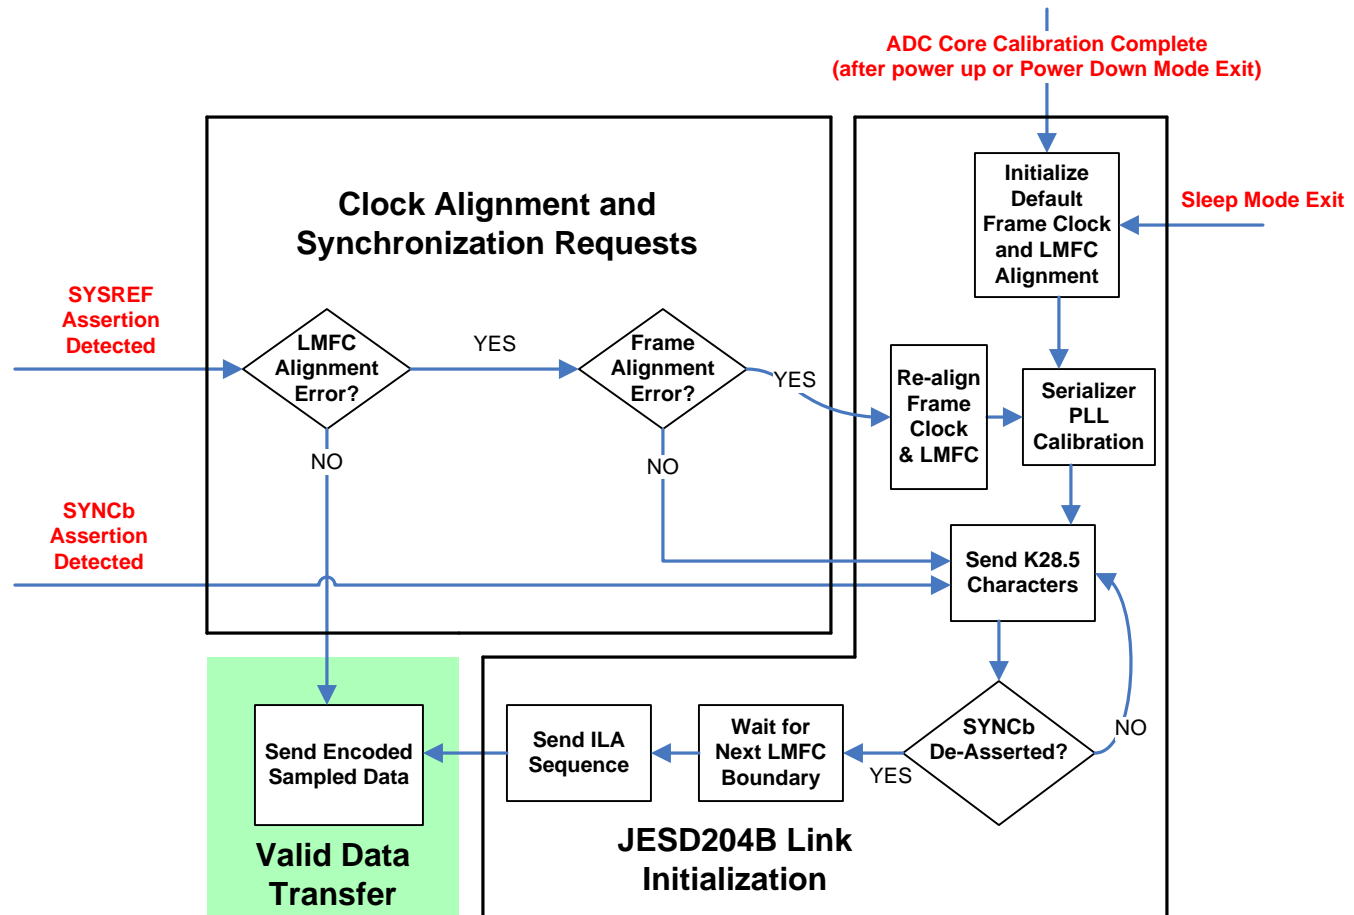 ADC Core Calibration Complete
(after power up or Power Down Mode Exit)
Clock Alignment and
Synchronization Requests
Initialize
Default
Frame Clock
and LMFC
Alignment
Sleep Mode Exit
SYSREF
Assertion
Detected
LMFC
Alignment
Error?
YES
Frame
Alignment
Error?
YES
Re-align
Frame
Clock
& LMFC
Serializer
PLL
Calibration
NO
NO
SYNCb
Assertion
Detected
Send K28.5
Characters
SYNCb
De-Asserted?
NO
YES
Wait for
Next LMFC
Boundary
Send ILA
Sequence
Send Encoded
Sampled Data
Valid Data
Transfer
JESD204B Link
Initialization